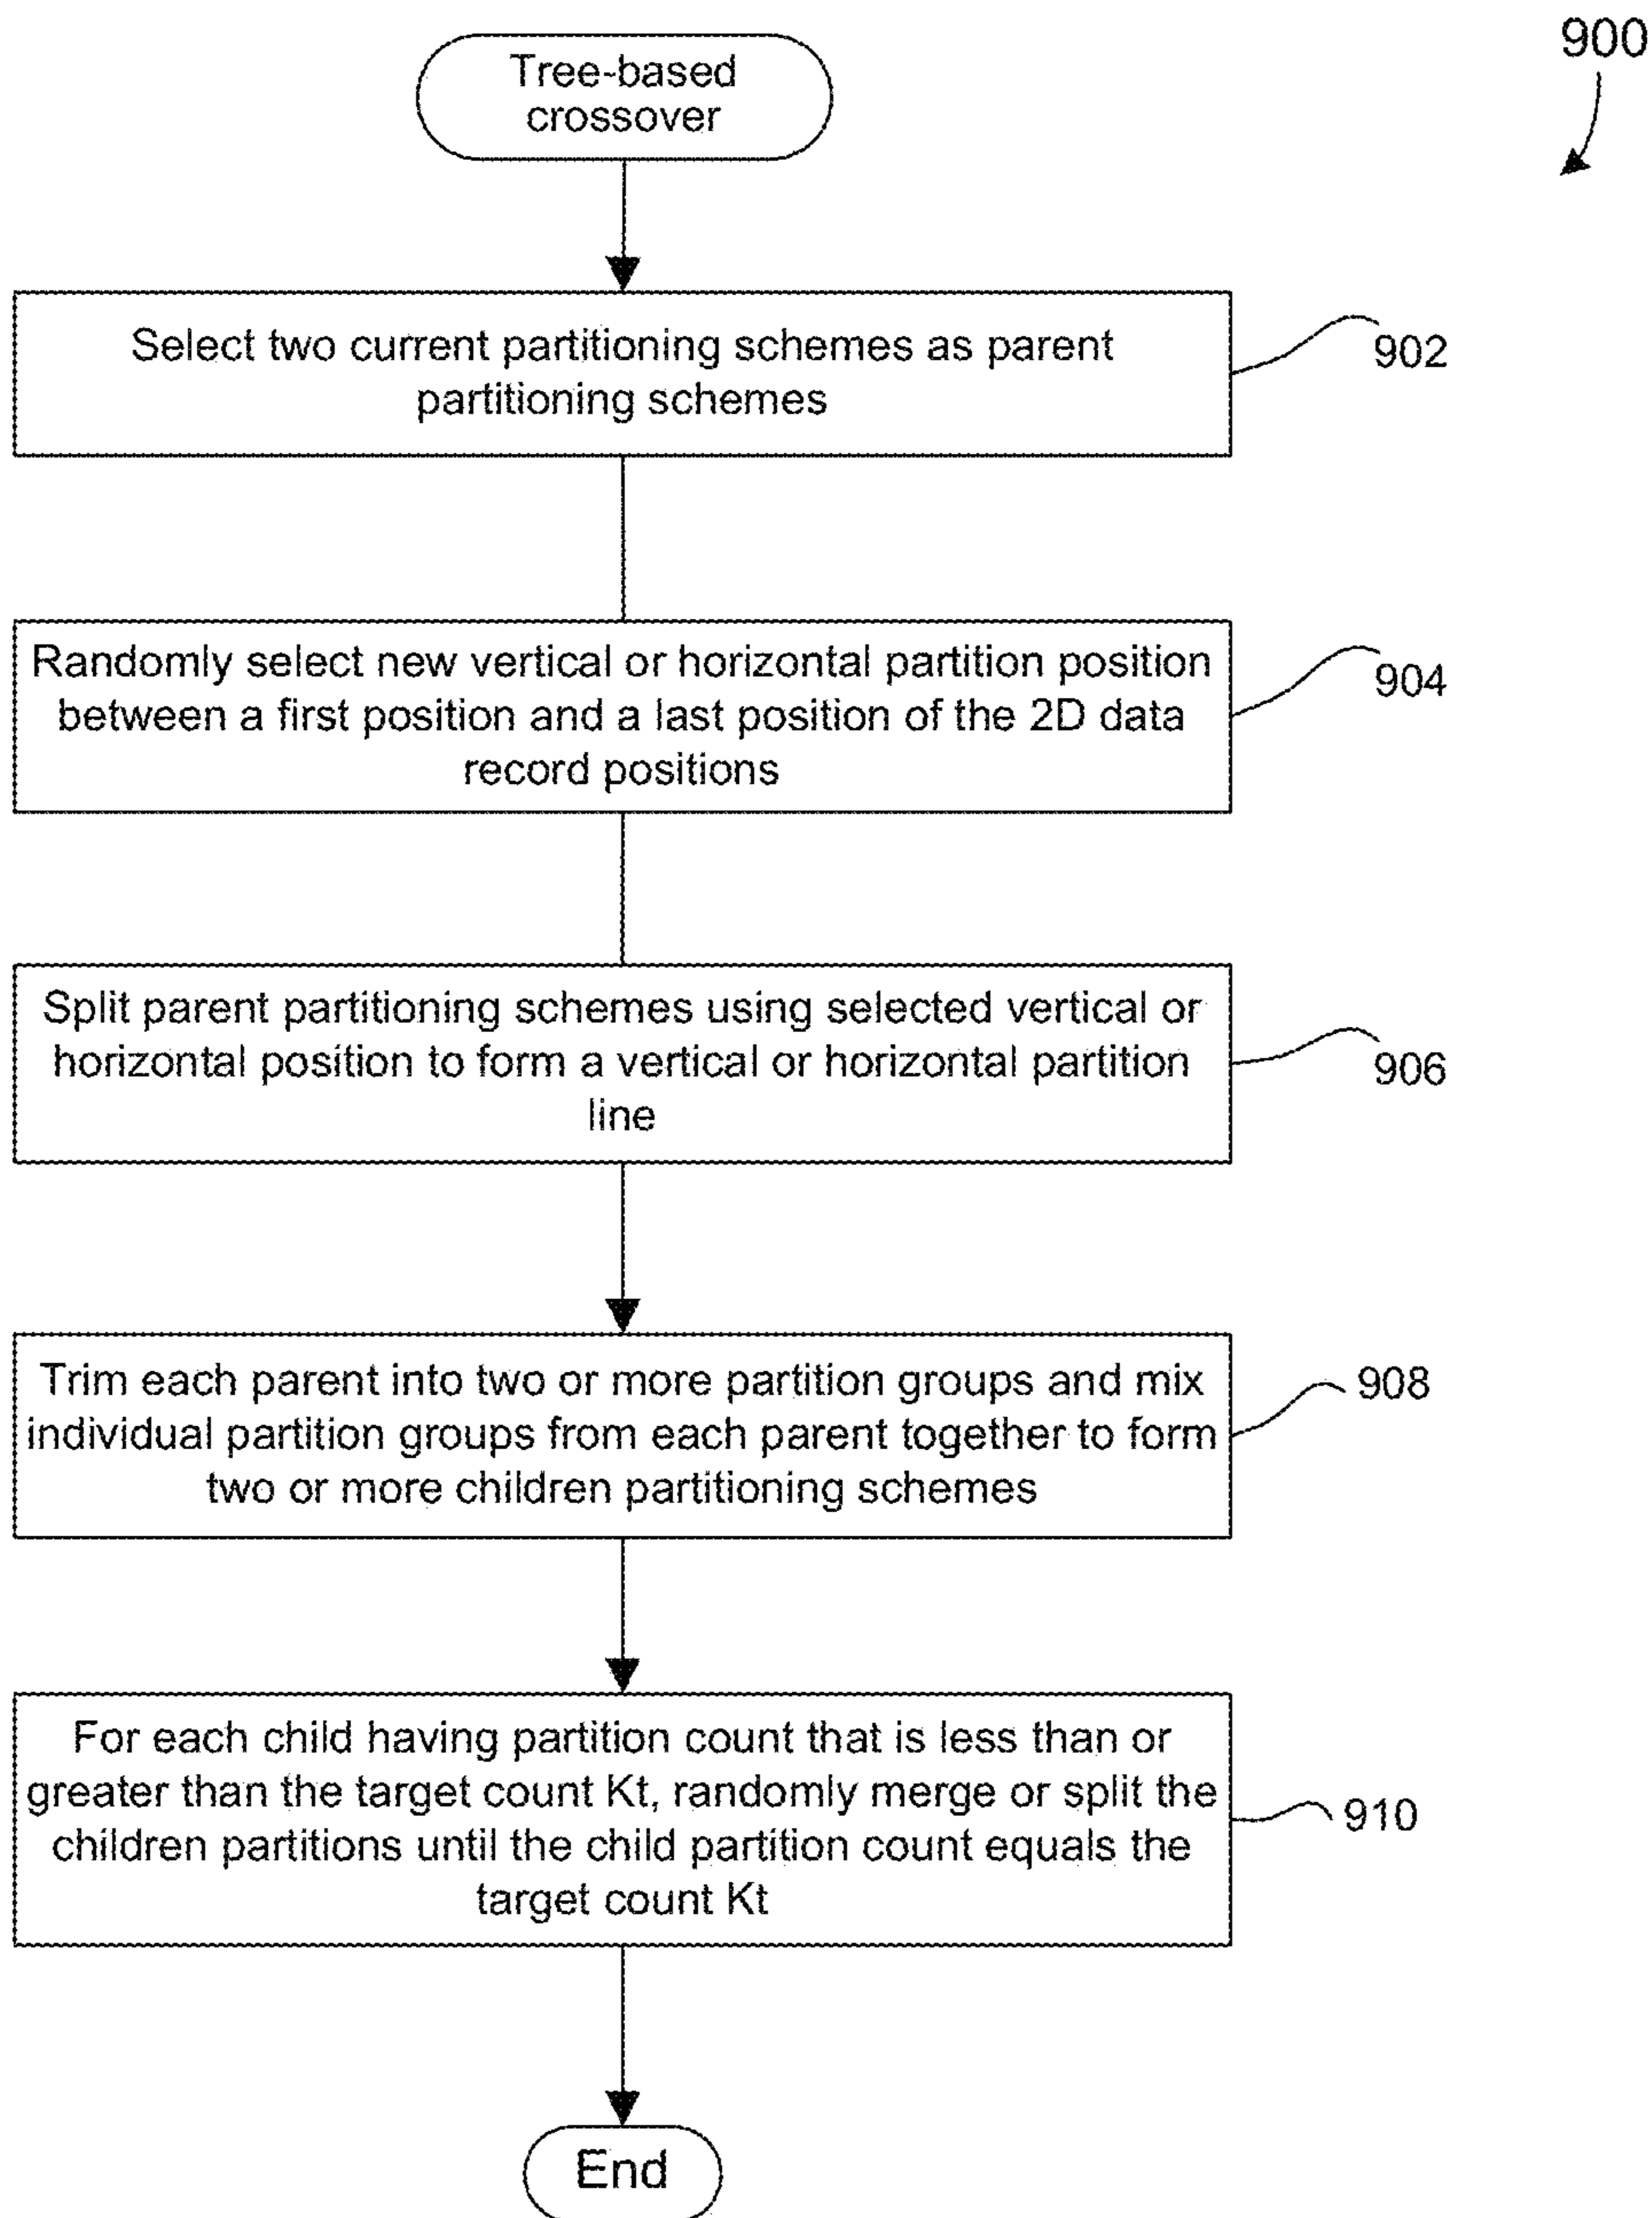 900
Tree-based
crossover
Select two current partitioning schemes as parent
partitioning schemes
902
Randomly select new vertical or horizontal partition position
between a first position and a last position of the 2D data
record positions
904
Split parent partitioning schemes using selected vertical or
horizontal position to form a vertical or horizontal partition
line
906
Trim each parent into two or more partition groups and mix
individual partition groups from each parent together to form
two or more children partitioning schemes
908
For each child having partition count that is less than or
greater than the target count Kt, randomly merge or split the
children partitions until the child partition count equals the
target count Kt
910
End